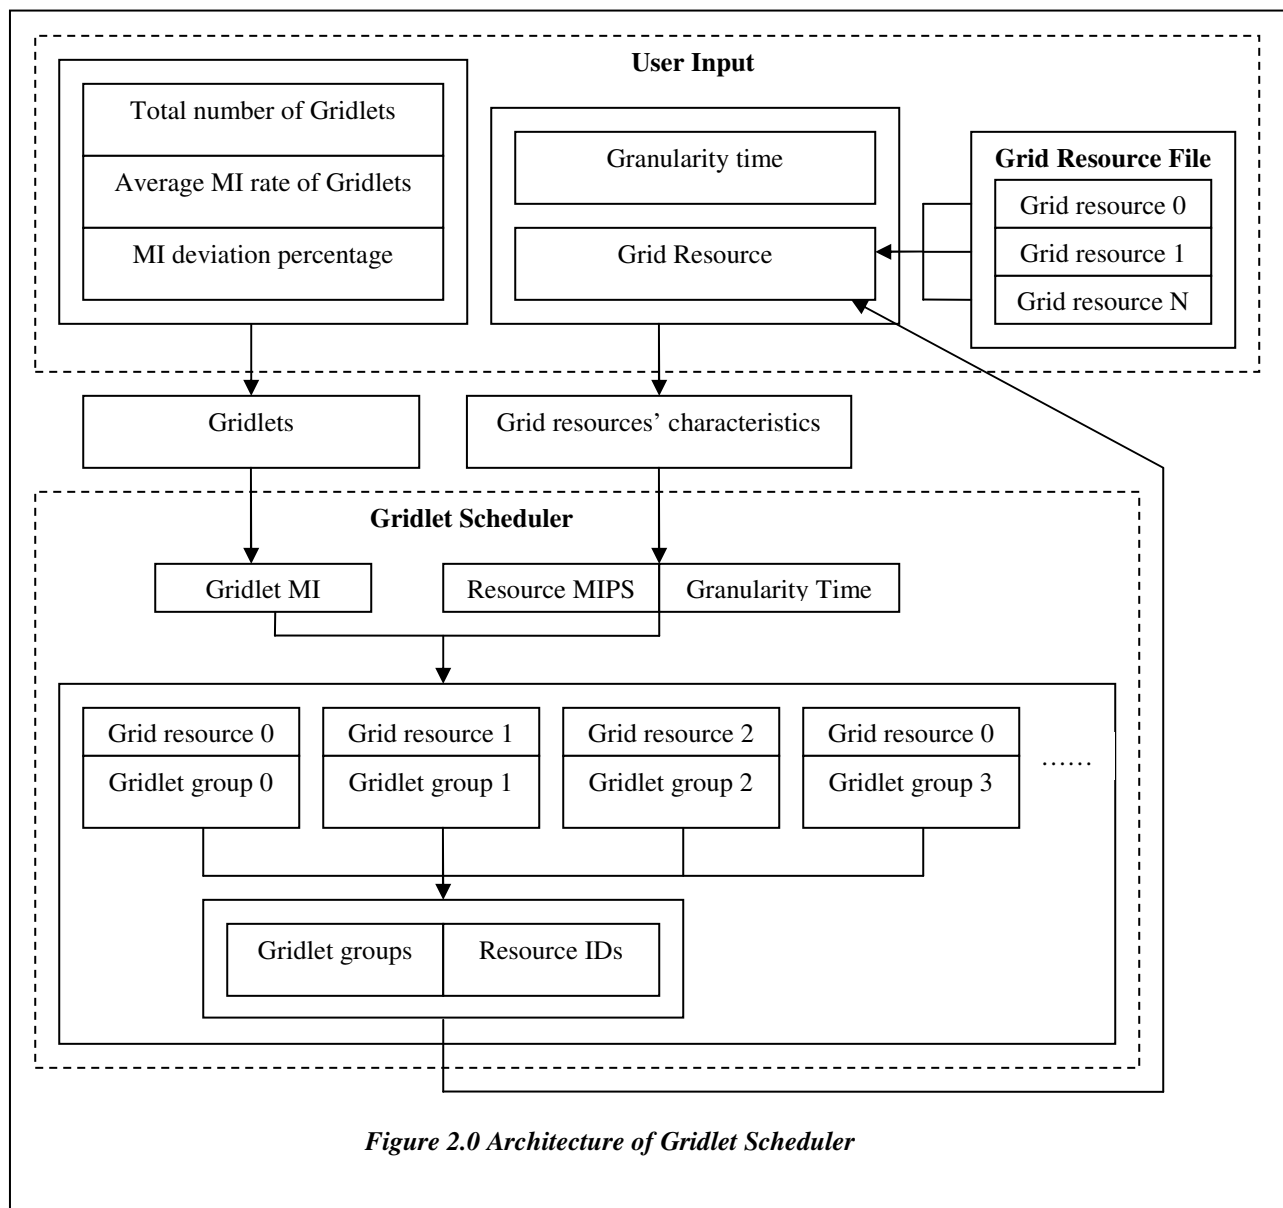 User Input
Total number of Gridlets
Average MI rate of Gridlets
MI deviation percentage
Granularity time
Grid Resource
Grid Resource File
Grid resource 0
Grid resource 1
Grid resource N
Gridlets
Grid resources’ characteristics
Gridlet Scheduler
Gridlet MI
Resource MIPS
Granularity Time
Grid resource 0
Gridlet group 0
Grid resource 1
Gridlet group 1
Grid resource 2
Gridlet group 2
Grid resource 0
Gridlet group 3
……
Gridlet groups
Resource IDs
Figure 2.0 Architecture of Gridlet Scheduler